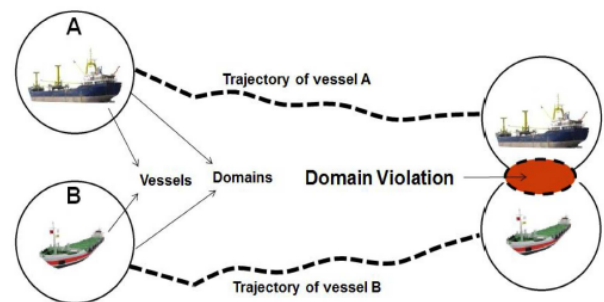 A
Trajectory of vessel A
Vessels
Domains
Domain Violation
B
Trajectory of vessel B